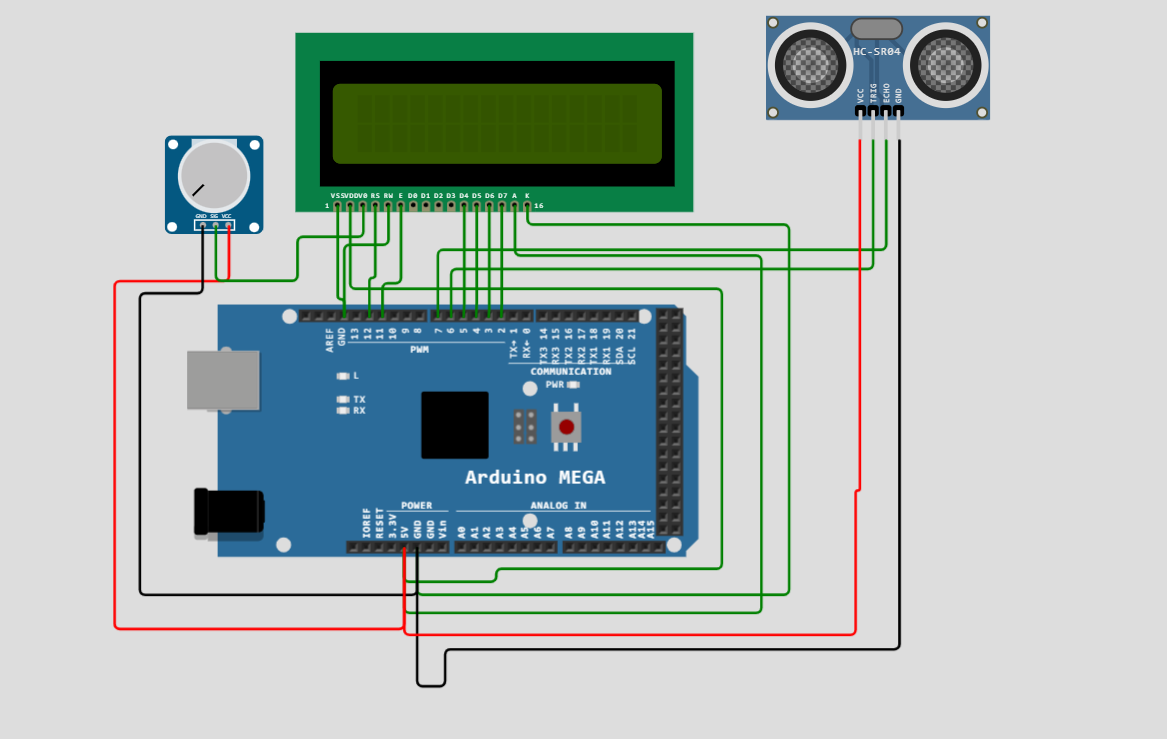 HC-SR04
VCC TRIG ECHO GND
VSS VDD V0 RS RW E D0 D1 D2 D3 D4 D5 D6 D7 A K
1 16
GND SIG VCC
AREF GND 13 12 11 10 9 8 7 6 5 4 3 2 TX→ 1 RX← 0 TX3 14 RX3 15 TX2 16 RX2 17 TX1 18 RX1 19 SDA 20 SCL 21
PWM
COMMUNICATION
L
PWR
TX
RX
Arduino MEGA
POWER ANALOG IN
IOREF RESET 3.3V 5V GND GND Vin A0 A1 A2 A3 A4 A5 A6 A7 A8 A9 A10 A11 A12 A13 A14 A15